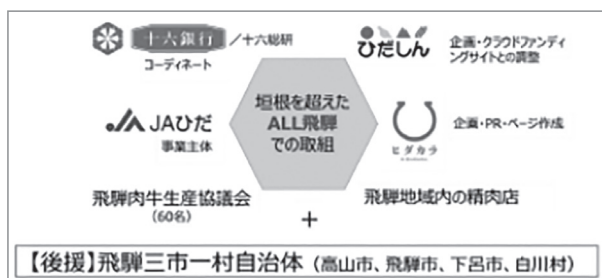 十六銀行／十六総研
コーディネート
ひだしん
企画・クラウドファンディ
ングサイトとの調整
垣根を超えた
ALL飛騨
での取組
JAひだ
事業主体
ヒダカラ
企画・PR・ページ作成
飛騨肉牛生産協議会
(60名)
飛騨地域内の精肉店
+
【後援】飛騨三市一村自治体（高山市、飛騨市、下呂市、白川村）